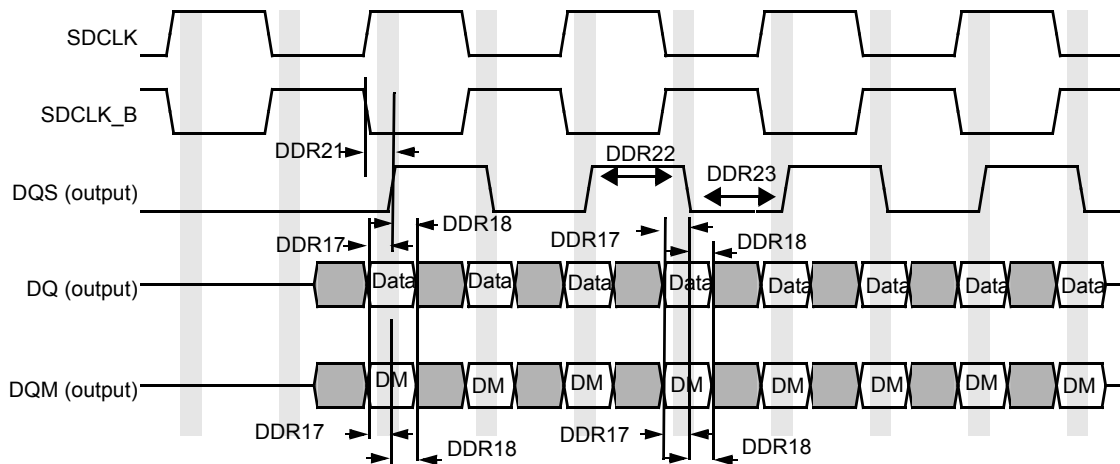 SDCLK
SDCLK_B
DDR21
DDR22
DDR23
DQS (output)
DDR17
DDR18
DDR17
DDR18
DQ (output)
Data Data Data Data Data Data Data Data
DQM (output)
DM DM DM DM DM DM DM DM
DDR17
DDR18
DDR17
DDR18